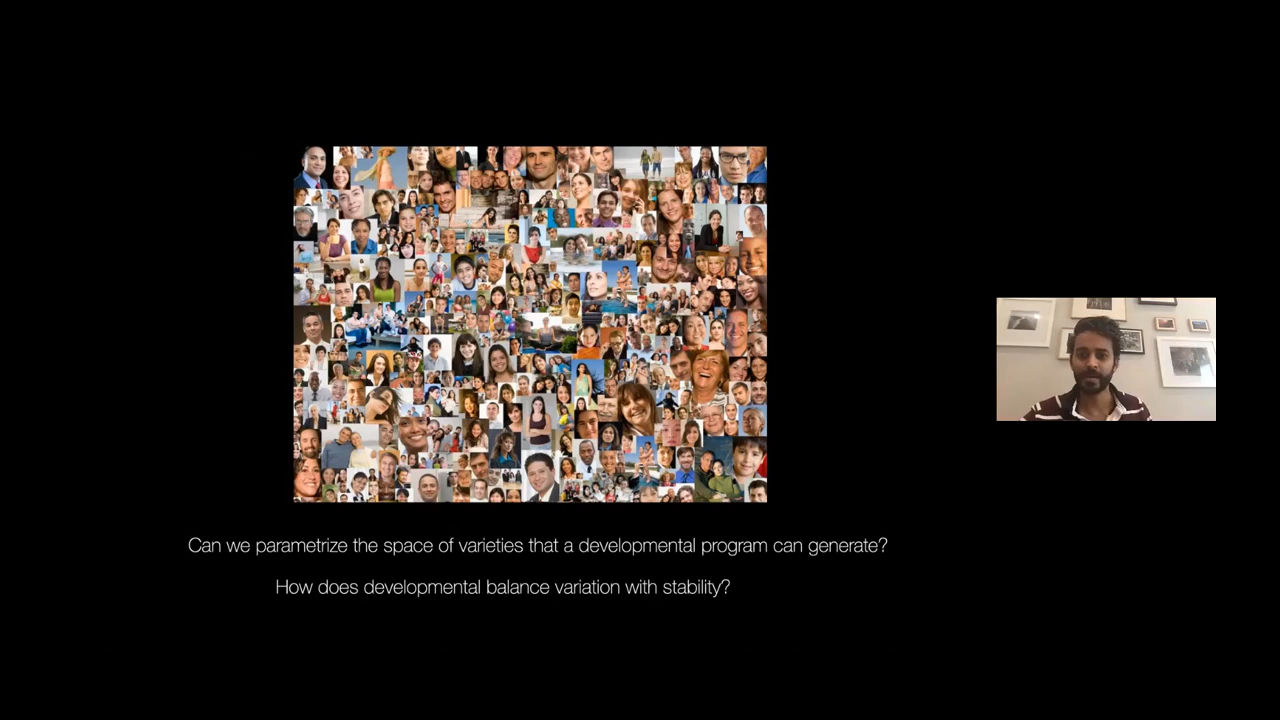 Can we parametrize the space of varieties that a developmental program can generate?
How does developmental balance variation with stability?